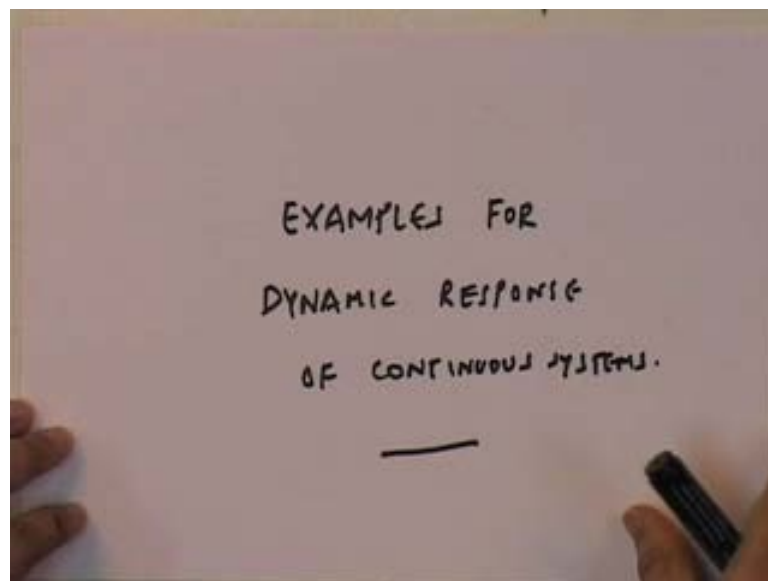 EXAMPLES FOR
DYNAMIC RESPONSE
OF CONTINUOUS SYSTEMS.